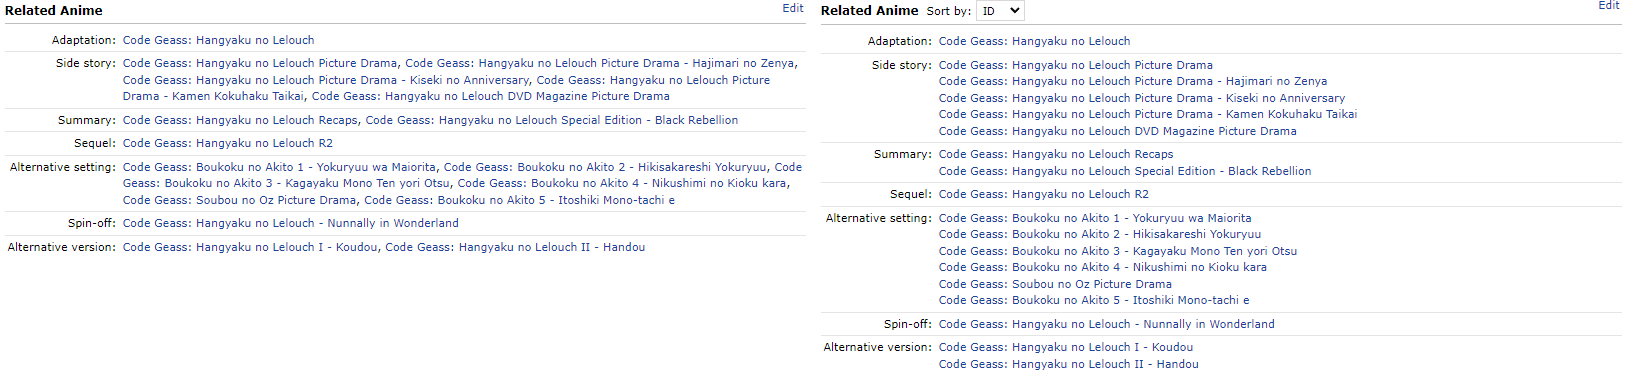 Related Anime Edit
Adaptation: Code Geass: Hangyaku no Lelouch
Side story: Code Geass: Hangyaku no Lelouch Picture Drama, Code Geass: Hangyaku no Lelouch Picture Drama - Hajimari no Zenya,
Code Geass: Hangyaku no Lelouch Picture Drama - Kiseki no Anniversary, Code Geass: Hangyaku no Lelouch Picture
Drama - Kamen Kokuhaku Taikai, Code Geass: Hangyaku no Lelouch DVD Magazine Picture Drama
Summary: Code Geass: Hangyaku no Lelouch Recaps, Code Geass: Hangyaku no Lelouch Special Edition - Black Rebellion
Sequel: Code Geass: Hangyaku no Lelouch R2
Alternative setting: Code Geass: Boukoku no Akito 1 - Yokuryuu wa Maiorita, Code Geass: Boukoku no Akito 2 - Hikisakareshi Yokuryuu, Code
Geass: Boukoku no Akito 3 - Kagayaku Mono Ten yori Otsu, Code Geass: Boukoku no Akito 4 - Nikushimi no Kioku kara,
Code Geass: Soubou no Oz Picture Drama, Code Geass: Boukoku no Akito 5 - Itoshiki Mono-tachi e
Spin-off: Code Geass: Hangyaku no Lelouch - Nunnally in Wonderland
Alternative version: Code Geass: Hangyaku no Lelouch I - Koudou, Code Geass: Hangyaku no Lelouch II - Handou
Related Anime Sort by: ID Edit
Adaptation: Code Geass: Hangyaku no Lelouch
Side story: Code Geass: Hangyaku no Lelouch Picture Drama
Code Geass: Hangyaku no Lelouch Picture Drama - Hajimari no Zenya
Code Geass: Hangyaku no Lelouch Picture Drama - Kiseki no Anniversary
Code Geass: Hangyaku no Lelouch Picture Drama - Kamen Kokuhaku Taikai
Code Geass: Hangyaku no Lelouch DVD Magazine Picture Drama
Summary: Code Geass: Hangyaku no Lelouch Recaps
Code Geass: Hangyaku no Lelouch Special Edition - Black Rebellion
Sequel: Code Geass: Hangyaku no Lelouch R2
Alternative setting: Code Geass: Boukoku no Akito 1 - Yokuryuu wa Maiorita
Code Geass: Boukoku no Akito 2 - Hikisakareshi Yokuryuu
Code Geass: Boukoku no Akito 3 - Kagayaku Mono Ten yori Otsu
Code Geass: Boukoku no Akito 4 - Nikushimi no Kioku kara
Code Geass: Soubou no Oz Picture Drama
Code Geass: Boukoku no Akito 5 - Itoshiki Mono-tachi e
Spin-off: Code Geass: Hangyaku no Lelouch - Nunnally in Wonderland
Alternative version: Code Geass: Hangyaku no Lelouch I - Koudou
Code Geass: Hangyaku no Lelouch II - Handou